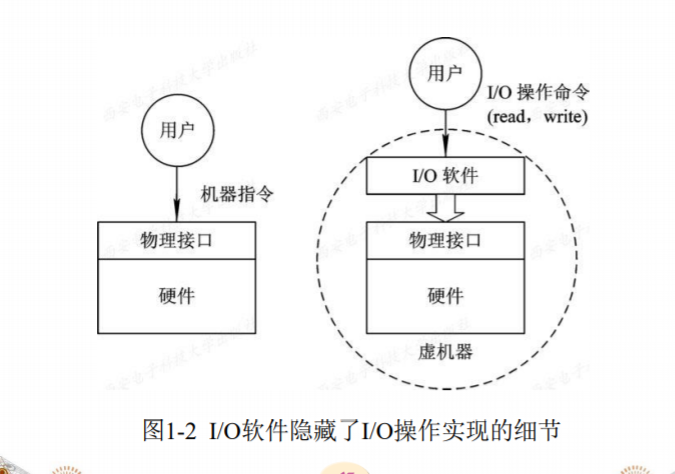 用户
机器指令
物理接口
硬件
用户
I/O 操作命令
(read，write)
I/O 软件
物理接口
硬件
虚机器
图1-2 I/O软件隐藏了I/O操作实现的细节